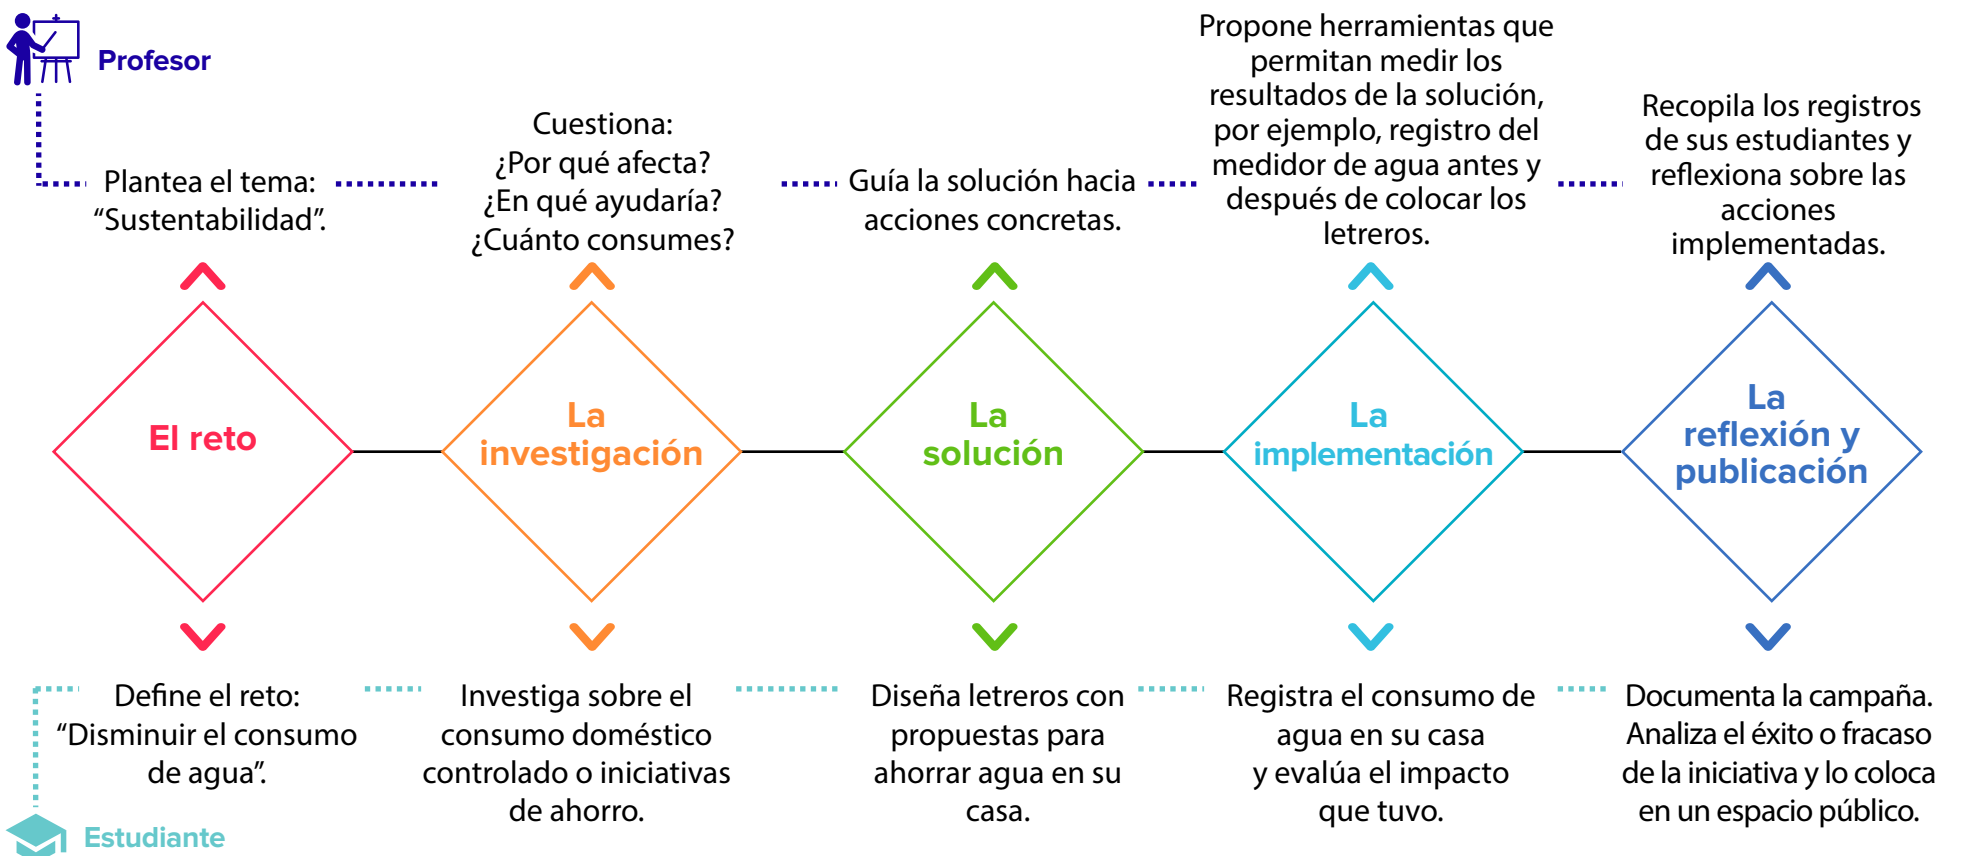 Profesor
Plantea el tema:
“Sustentabilidad”.
Cuestiona:
¿Por qué afecta?
¿En qué ayudaría?
¿Cuánto consumes?
Guía la solución hacia
acciones concretas.
Propone herramientas que
permitan medir los
resultados de la solución,
por ejemplo, registro del
medidor de agua antes y
después de colocar los
letreros.
Recopila los registros
de sus estudiantes y
reflexiona sobre las
acciones
implementadas.
El reto
La
investigación
La
solución
La
implementación
La
reflexión y
publicación
Define el reto:
“Disminuir el consumo
de agua”.
Investiga sobre el
consumo doméstico
controlado o iniciativas
de ahorro.
Diseña letreros con
propuestas para
ahorrar agua en su
casa.
Registra el consumo de
agua en su casa
y evalúa el impacto
que tuvo.
Documenta la campaña.
Analiza el éxito o fracaso
de la iniciativa y lo coloca
en un espacio público.
Estudiante